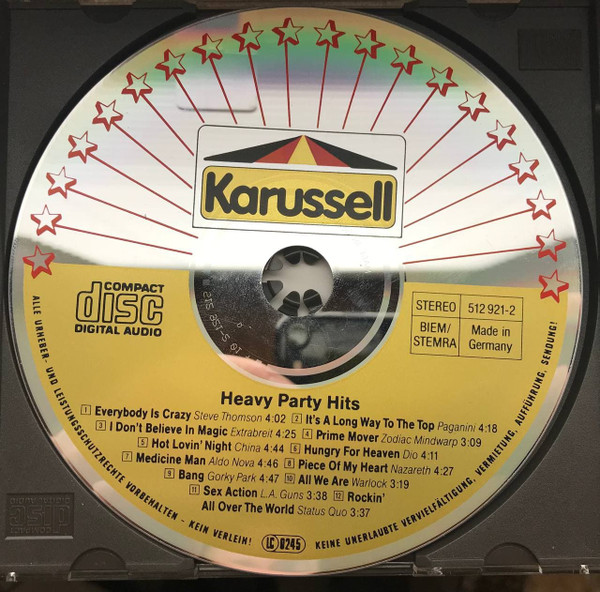 Karussell
COMPACT
disc
DIGITAL AUDIO
STEREO 512 921-2
BIEM/STEMRA Made in Germany
Heavy Party Hits
1 Everybody Is Crazy Steve Thomson 4:02 2 It's A Long Way To The Top Paganini 4:18
3 I Don't Believe In Magic Extrabreit 4:25 4 Prime Mover Zodiac Mindwarp 3:09
5 Hot Lovin' Night China 4:44 6 Hungry For Heaven Dio 4:11
7 Medicine Man Aldo Nova 4:46 8 Piece Of My Heart Nazareth 4:27
9 Bang Gorky Park 4:47 10 All We Are Warlock 3:19
11 Sex Action L.A. Guns 3:38 12 Rockin'
All Over The World Status Quo 3:37
ALLE URHEBER- UND LEISTUNGSSCHUTZRECHTE VORBEHALTEN - KEIN VERLEIH! LC 0245 KEINE UNERLAUBTE VERVIELFÄLTIGUNG, VERMIETUNG, AUFFÜHRUNG, SENDUNG!